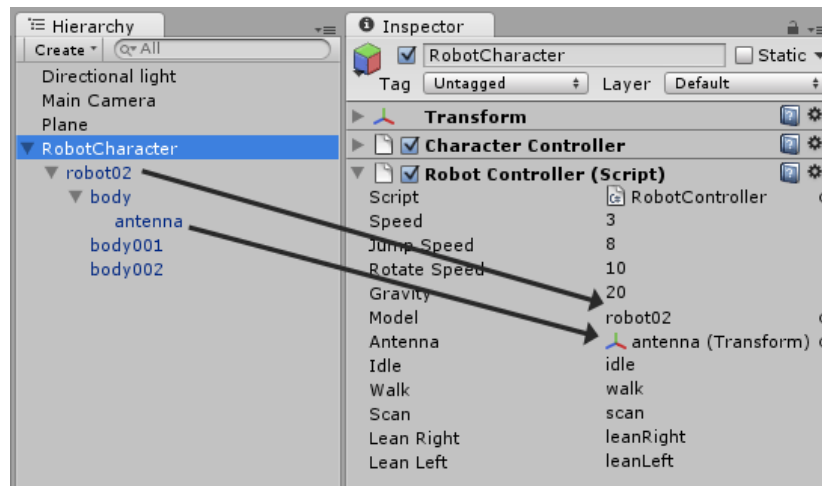 Hierarchy
Create All
Directional light
Main Camera
Plane
RobotCharacter
robot02
body
antenna
body001
body002
Inspector
RobotCharacter Static
Tag Untagged Layer Default
Transform
Character Controller
Robot Controller (Script)
Script RobotController
Speed 3
Jump Speed 8
Rotate Speed 10
Gravity 20
Model robot02
Antenna antenna (Transform)
Idle idle
Walk walk
Scan scan
Lean Right leanRight
Lean Left leanLeft